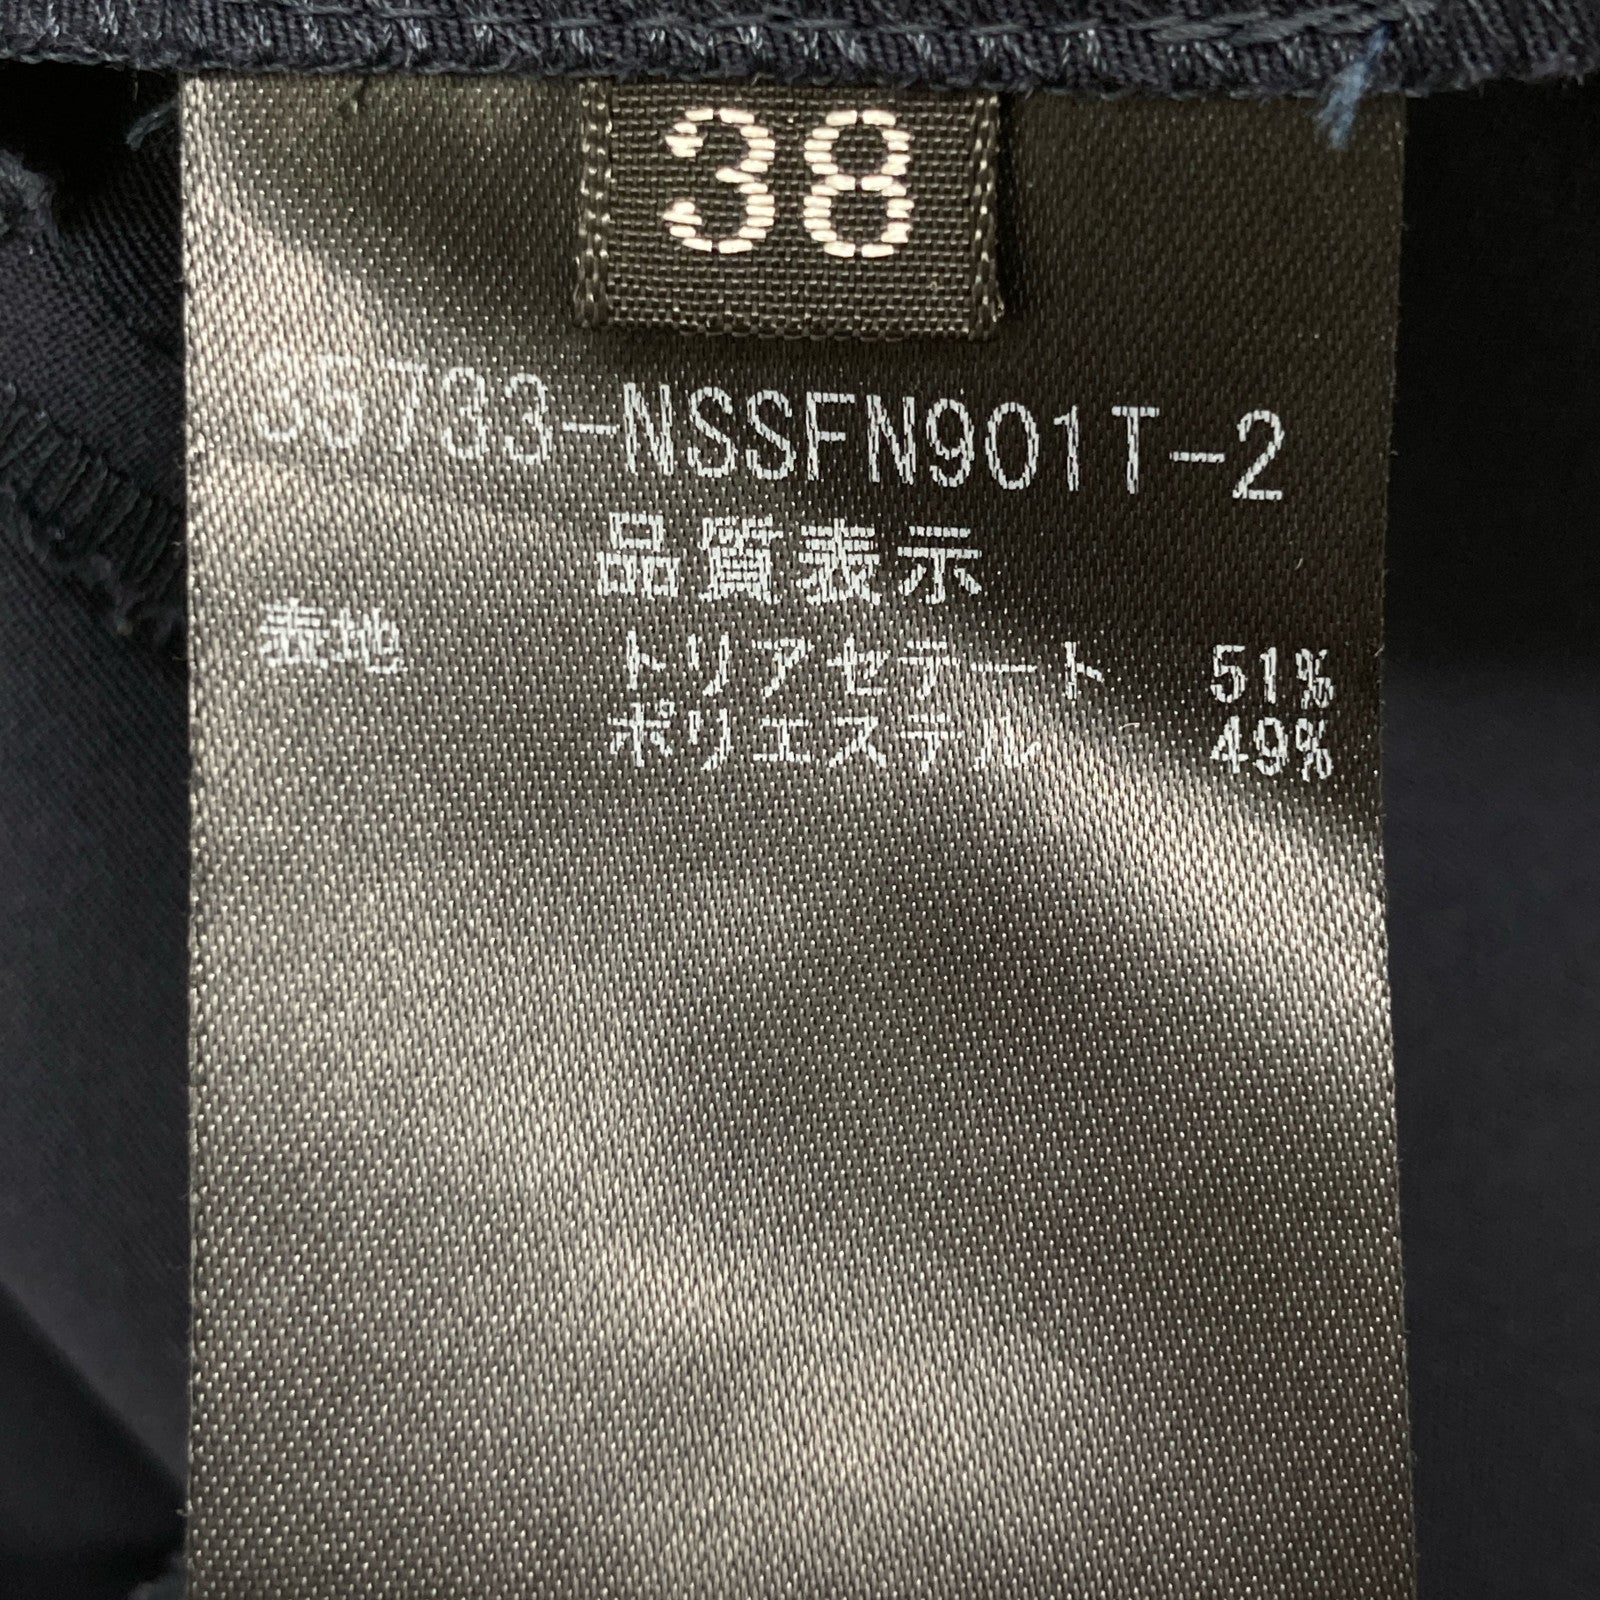 38
35733-NSSFN901T-2
品質表示
表地 トリアセテート 51%
ポリエステル 49%